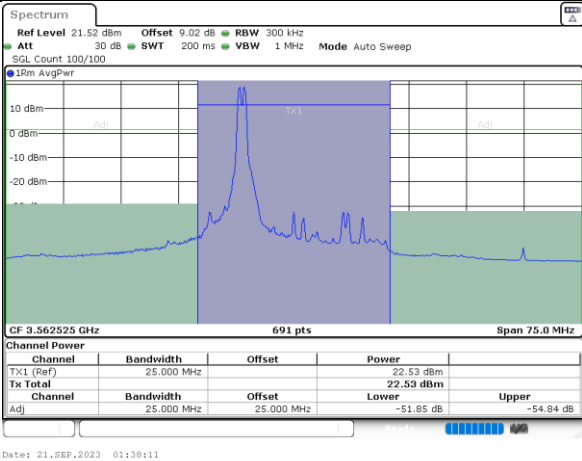 Spectrum
Ref Level 21.52 dBm Offset 9.02 dB RBW 300 kHz
Att 30 dB SWT 200 ms VBW 1 MHz Mode Auto Sweep
SGL Count 100/100
1Rm AvgPwr
10 dBm
TX1
Adj Adj
0 dBm
-10 dBm
-20 dBm
CF 3.562525 GHz 691 pts Span 75.0 MHz
Channel Power
Channel Bandwidth Offset Power
TX1 (Ref) 25.000 MHz 22.53 dBm
Tx Total 22.53 dBm
Channel Bandwidth Offset Lower Upper
Adj 25.000 MHz 25.000 MHz -51.85 dB -54.84 dB
Ready
Date: 21.SEP.2023 01:38:11